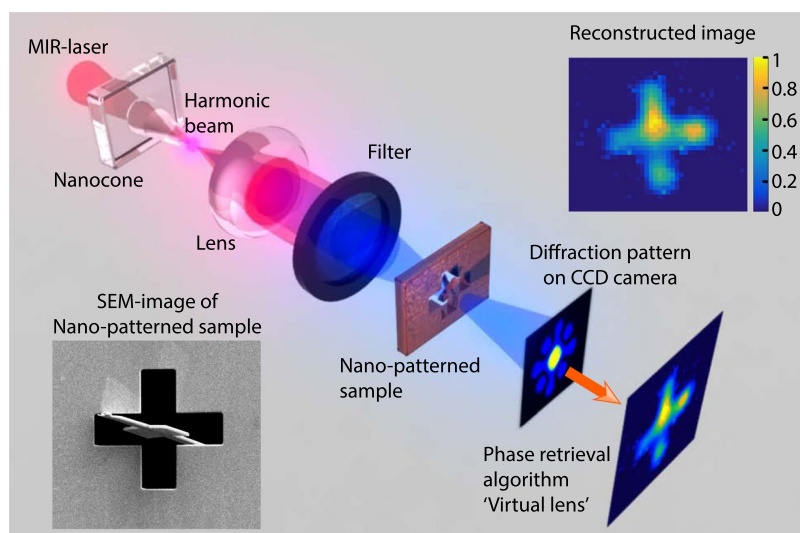 MIR-laser
Nanocone
Harmonic
beam
Lens
Filter
Reconstructed image
1
0.8
0.6
0.4
0.2
0
Diffraction pattern
on CCD camera
SEM-image of
Nano-patterned sample
Nano-patterned
sample
Phase retrieval
algorithm
‘Virtual lens’